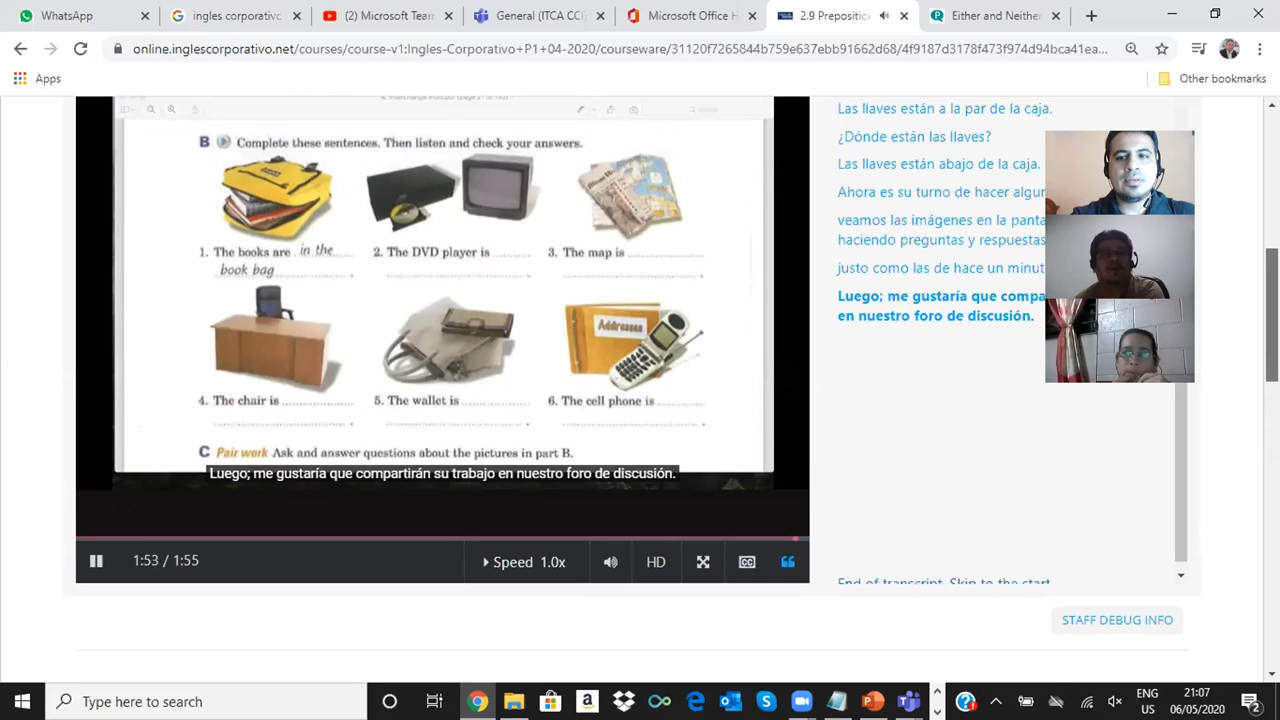 WhatsApp
ingles corporativo
(2) Microsoft Team
General (ITCA CCI
Microsoft Office H
2.9 Prepositic
Either and Neither
online.inglescorporativo.net/courses/course-v1:Ingles-Corporativo+P1+04-2020/courseware/31120f7265844b759e637ebb91662d68/4f9187d3178f473f974d94bca41ea...
Apps
Other bookmarks
B Complete these sentences. Then listen and check your answers.
1. The books are in the
book bag
2. The DVD player is
3. The map is
Addresses
4. The chair is
5. The wallet is
6. The cell phone is
C Pair work Ask and answer questions about the pictures in part B.
Luego; me gustaría que compartirán su trabajo en nuestro foro de discusión.
1:53 / 1:55
Speed 1.0x
HD
CC
Las llaves están a la par de la caja.
¿Dónde están las llaves?
Las llaves están abajo de la caja.
Ahora es su turno de hacer algun
veamos las imágenes en la panta
haciendo preguntas y respuestas
justo como las de hace un minut
Luego; me gustaría que compa
en nuestro foro de discusión.
End of transcript. Skip to the start.
STAFF DEBUG INFO
Type here to search
ENG
US
21:07
06/05/2020
2